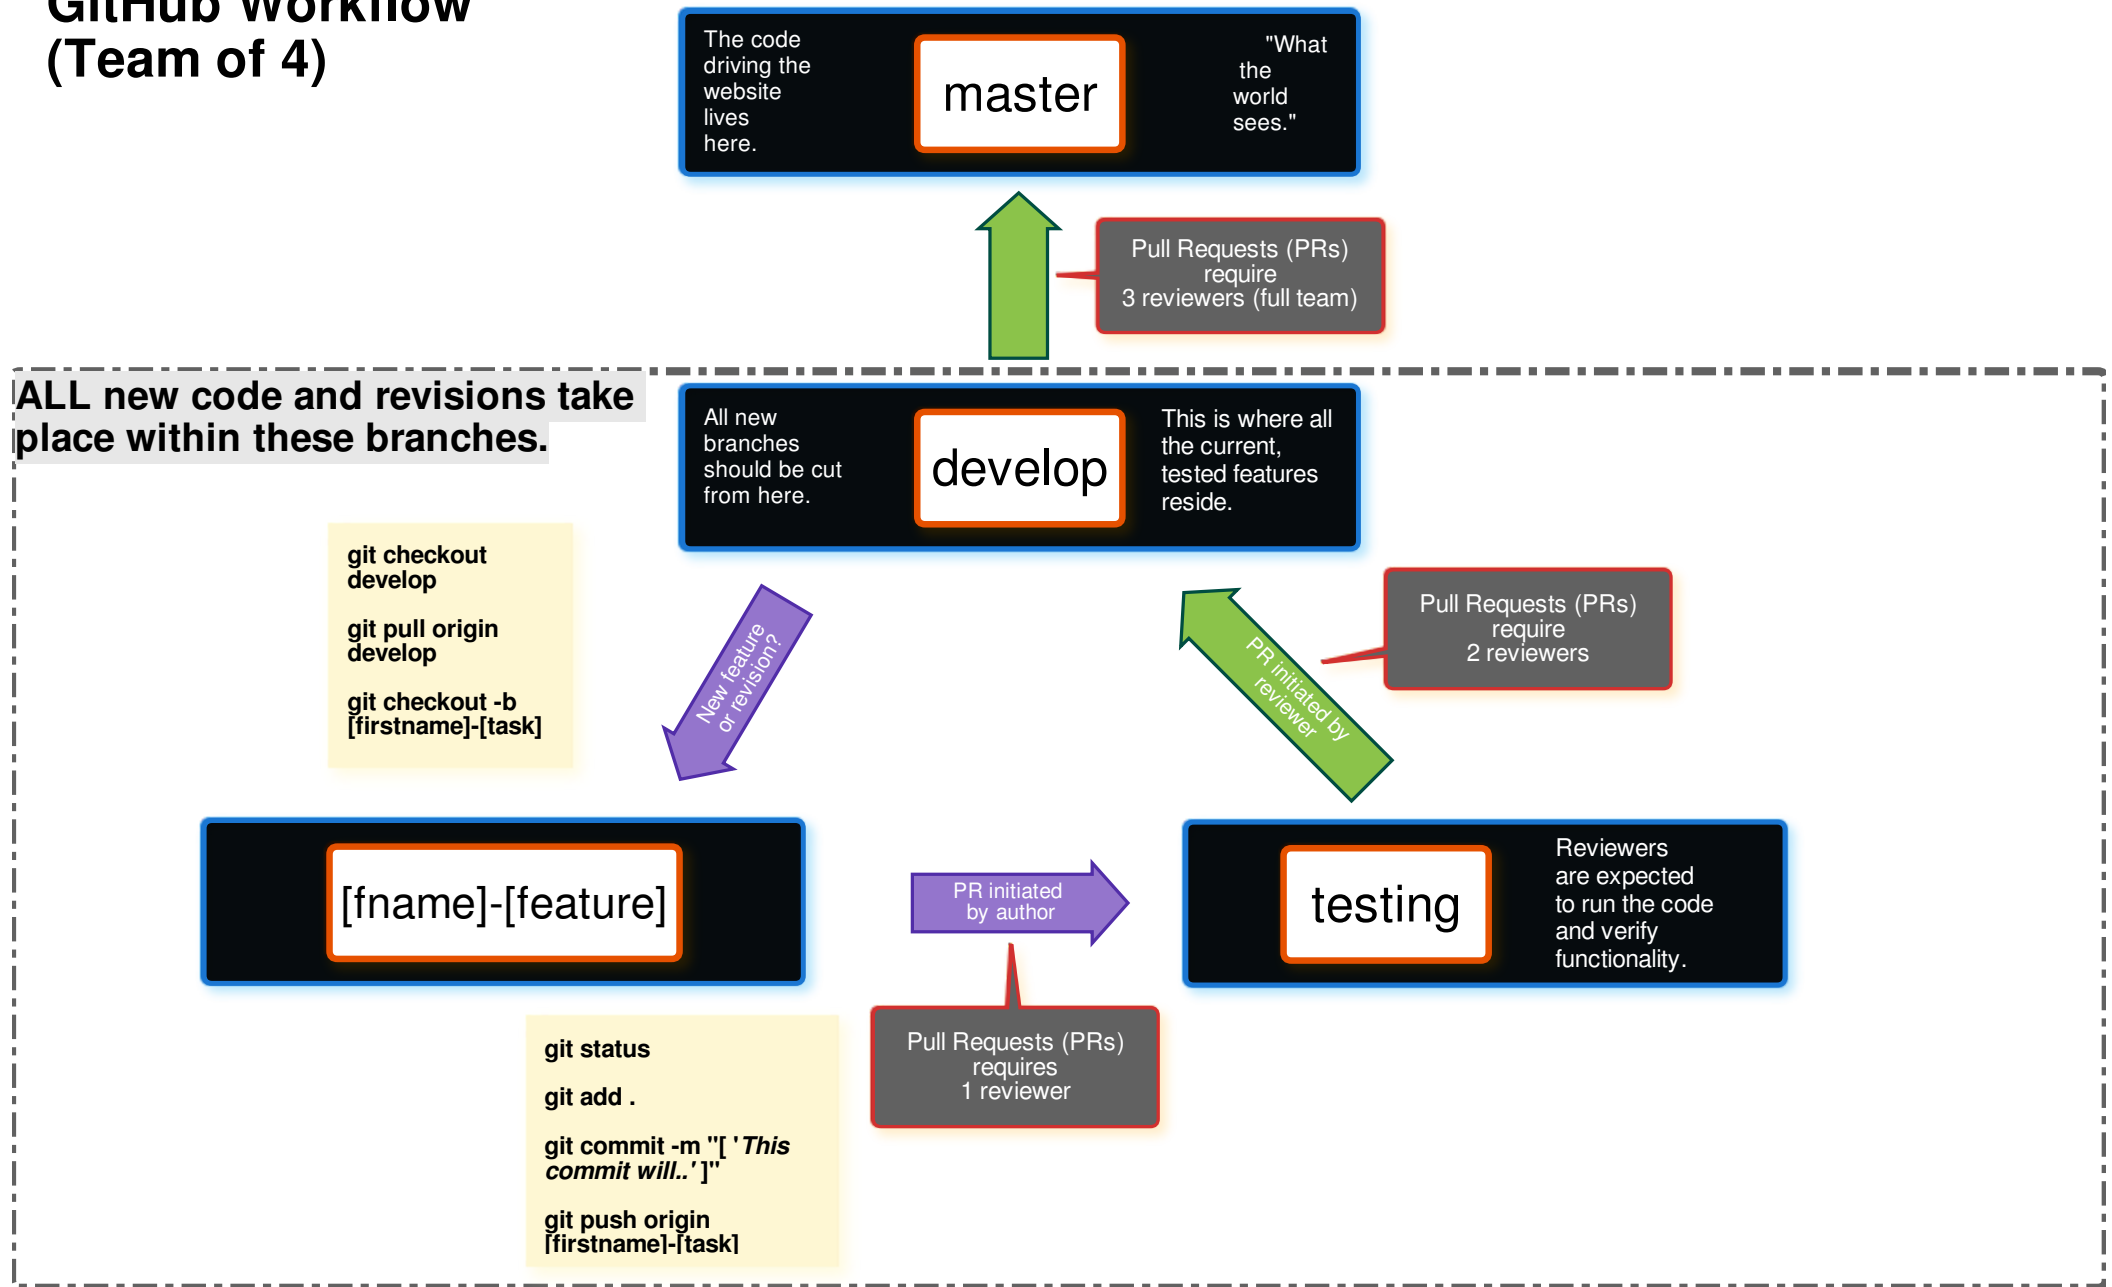 GitHub Workflow
(Team of 4)
The code
driving the
website
lives
here.
master
"What
the
world
sees."
Pull Requests (PRs)
require
3 reviewers (full team)
ALL new code and revisions take
place within these branches.
All new
branches
should be cut
from here.
develop
This is where all
the current,
tested features
reside.
git checkout
develop
git pull origin
develop
git checkout -b
[firstname]-[task]
New feature
or revision?
PR initiated by
reviewer
Pull Requests (PRs)
require
2 reviewers
[fname]-[feature]
PR initiated
by author
testing
Reviewers
are expected
to run the code
and verify
functionality.
Pull Requests (PRs)
requires
1 reviewer
git status
git add .
git commit -m "[ 'This
commit will..' ]"
git push origin
[firstname]-[task]